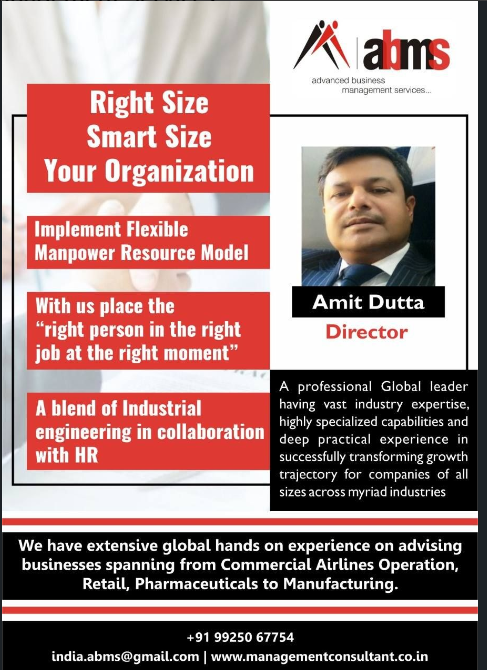 abms
advanced business
management services...
Right Size
Smart Size
Your Organization
Implement Flexible
Manpower Resource Model
With us place the
“right person in the right
job at the right moment”
A blend of Industrial
engineering in collaboration
with HR
Amit Dutta
Director
A professional Global leader
having vast industry expertise,
highly specialized capabilities and
deep practical experience in
successfully transforming growth
trajectory for companies of all
sizes across myriad industries
We have extensive global hands on experience on advising
businesses spanning from Commercial Airlines Operation,
Retail, Pharmaceuticals to Manufacturing.
+91 99250 67754
india.abms@gmail.com | www.managementconsultant.co.in